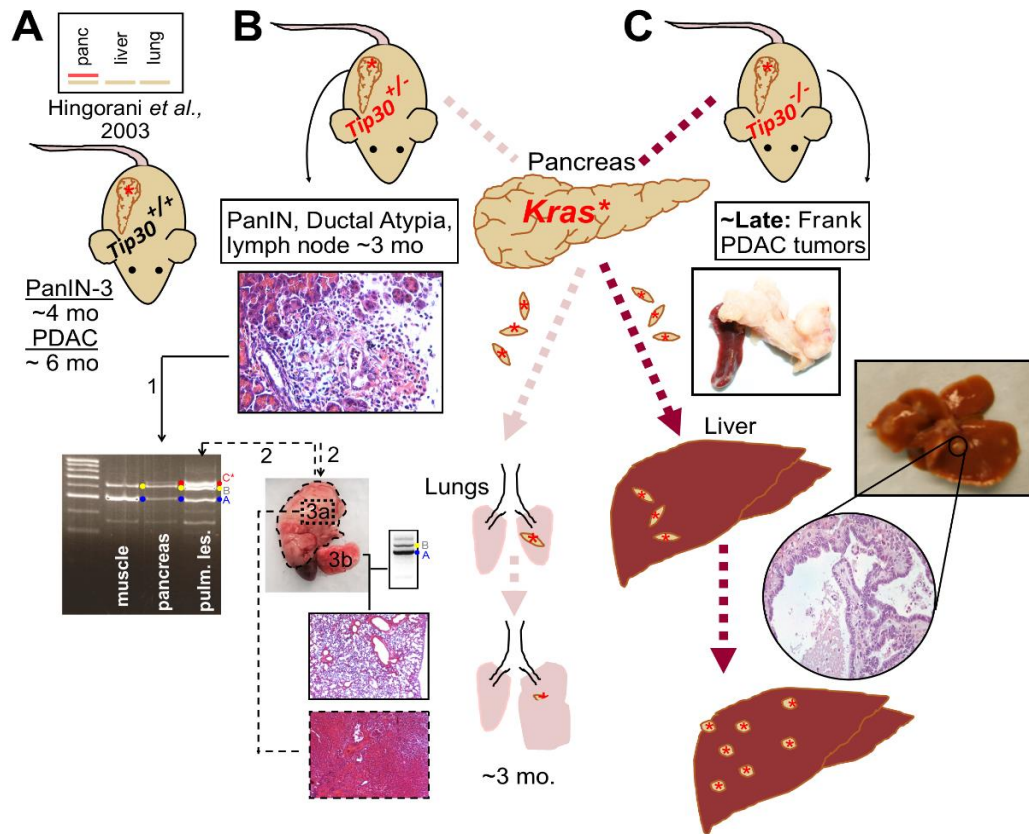 A
panc
liver
lung
Hingorani et al.,
2003
*
Tip30+/+
PanIN-3
~4 mo
PDAC
~ 6 mo
B
*
Tip30+/-
PanIN, Ductal Atypia,
lymph node ~3 mo
1
2
2
C*
B
A
muscle
pancreas
pulm. les.
3a
3b
B
A
C
*
Tip30-/-
Pancreas
Kras*
~Late: Frank
PDAC tumors
*
*
*
*
*
*
Lungs
*
*
~3 mo.
Liver
*
*
*
*
*
*
*
*
*
*